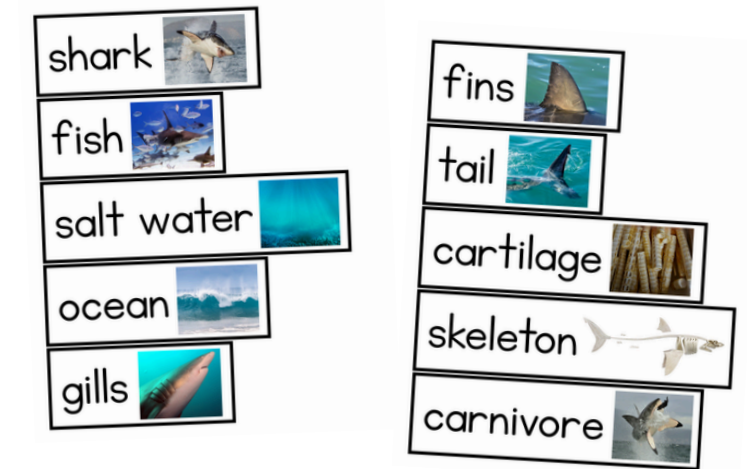 shark
fish
salt water
ocean
gills
fins
tail
cartilage
skeleton
carnivore